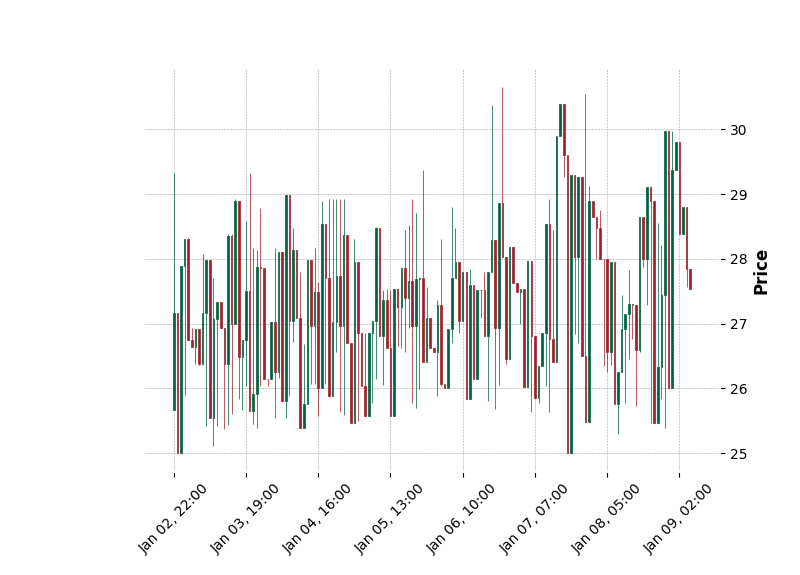 30
29
28
27
26
25
Price
Jan 02, 22:00
Jan 03, 19:00
Jan 04, 16:00
Jan 05, 13:00
Jan 06, 10:00
Jan 07, 07:00
Jan 08, 05:00
Jan 09, 02:00